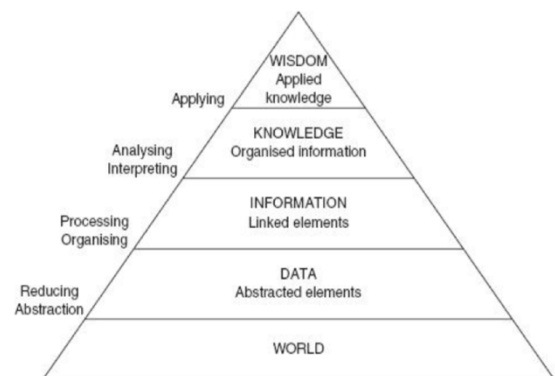 WISDOM
Applied
knowledge
Applying
KNOWLEDGE
Organised information
Analysing
Interpreting
INFORMATION
Linked elements
Processing
Organising
DATA
Abstracted elements
Reducing
Abstraction
WORLD